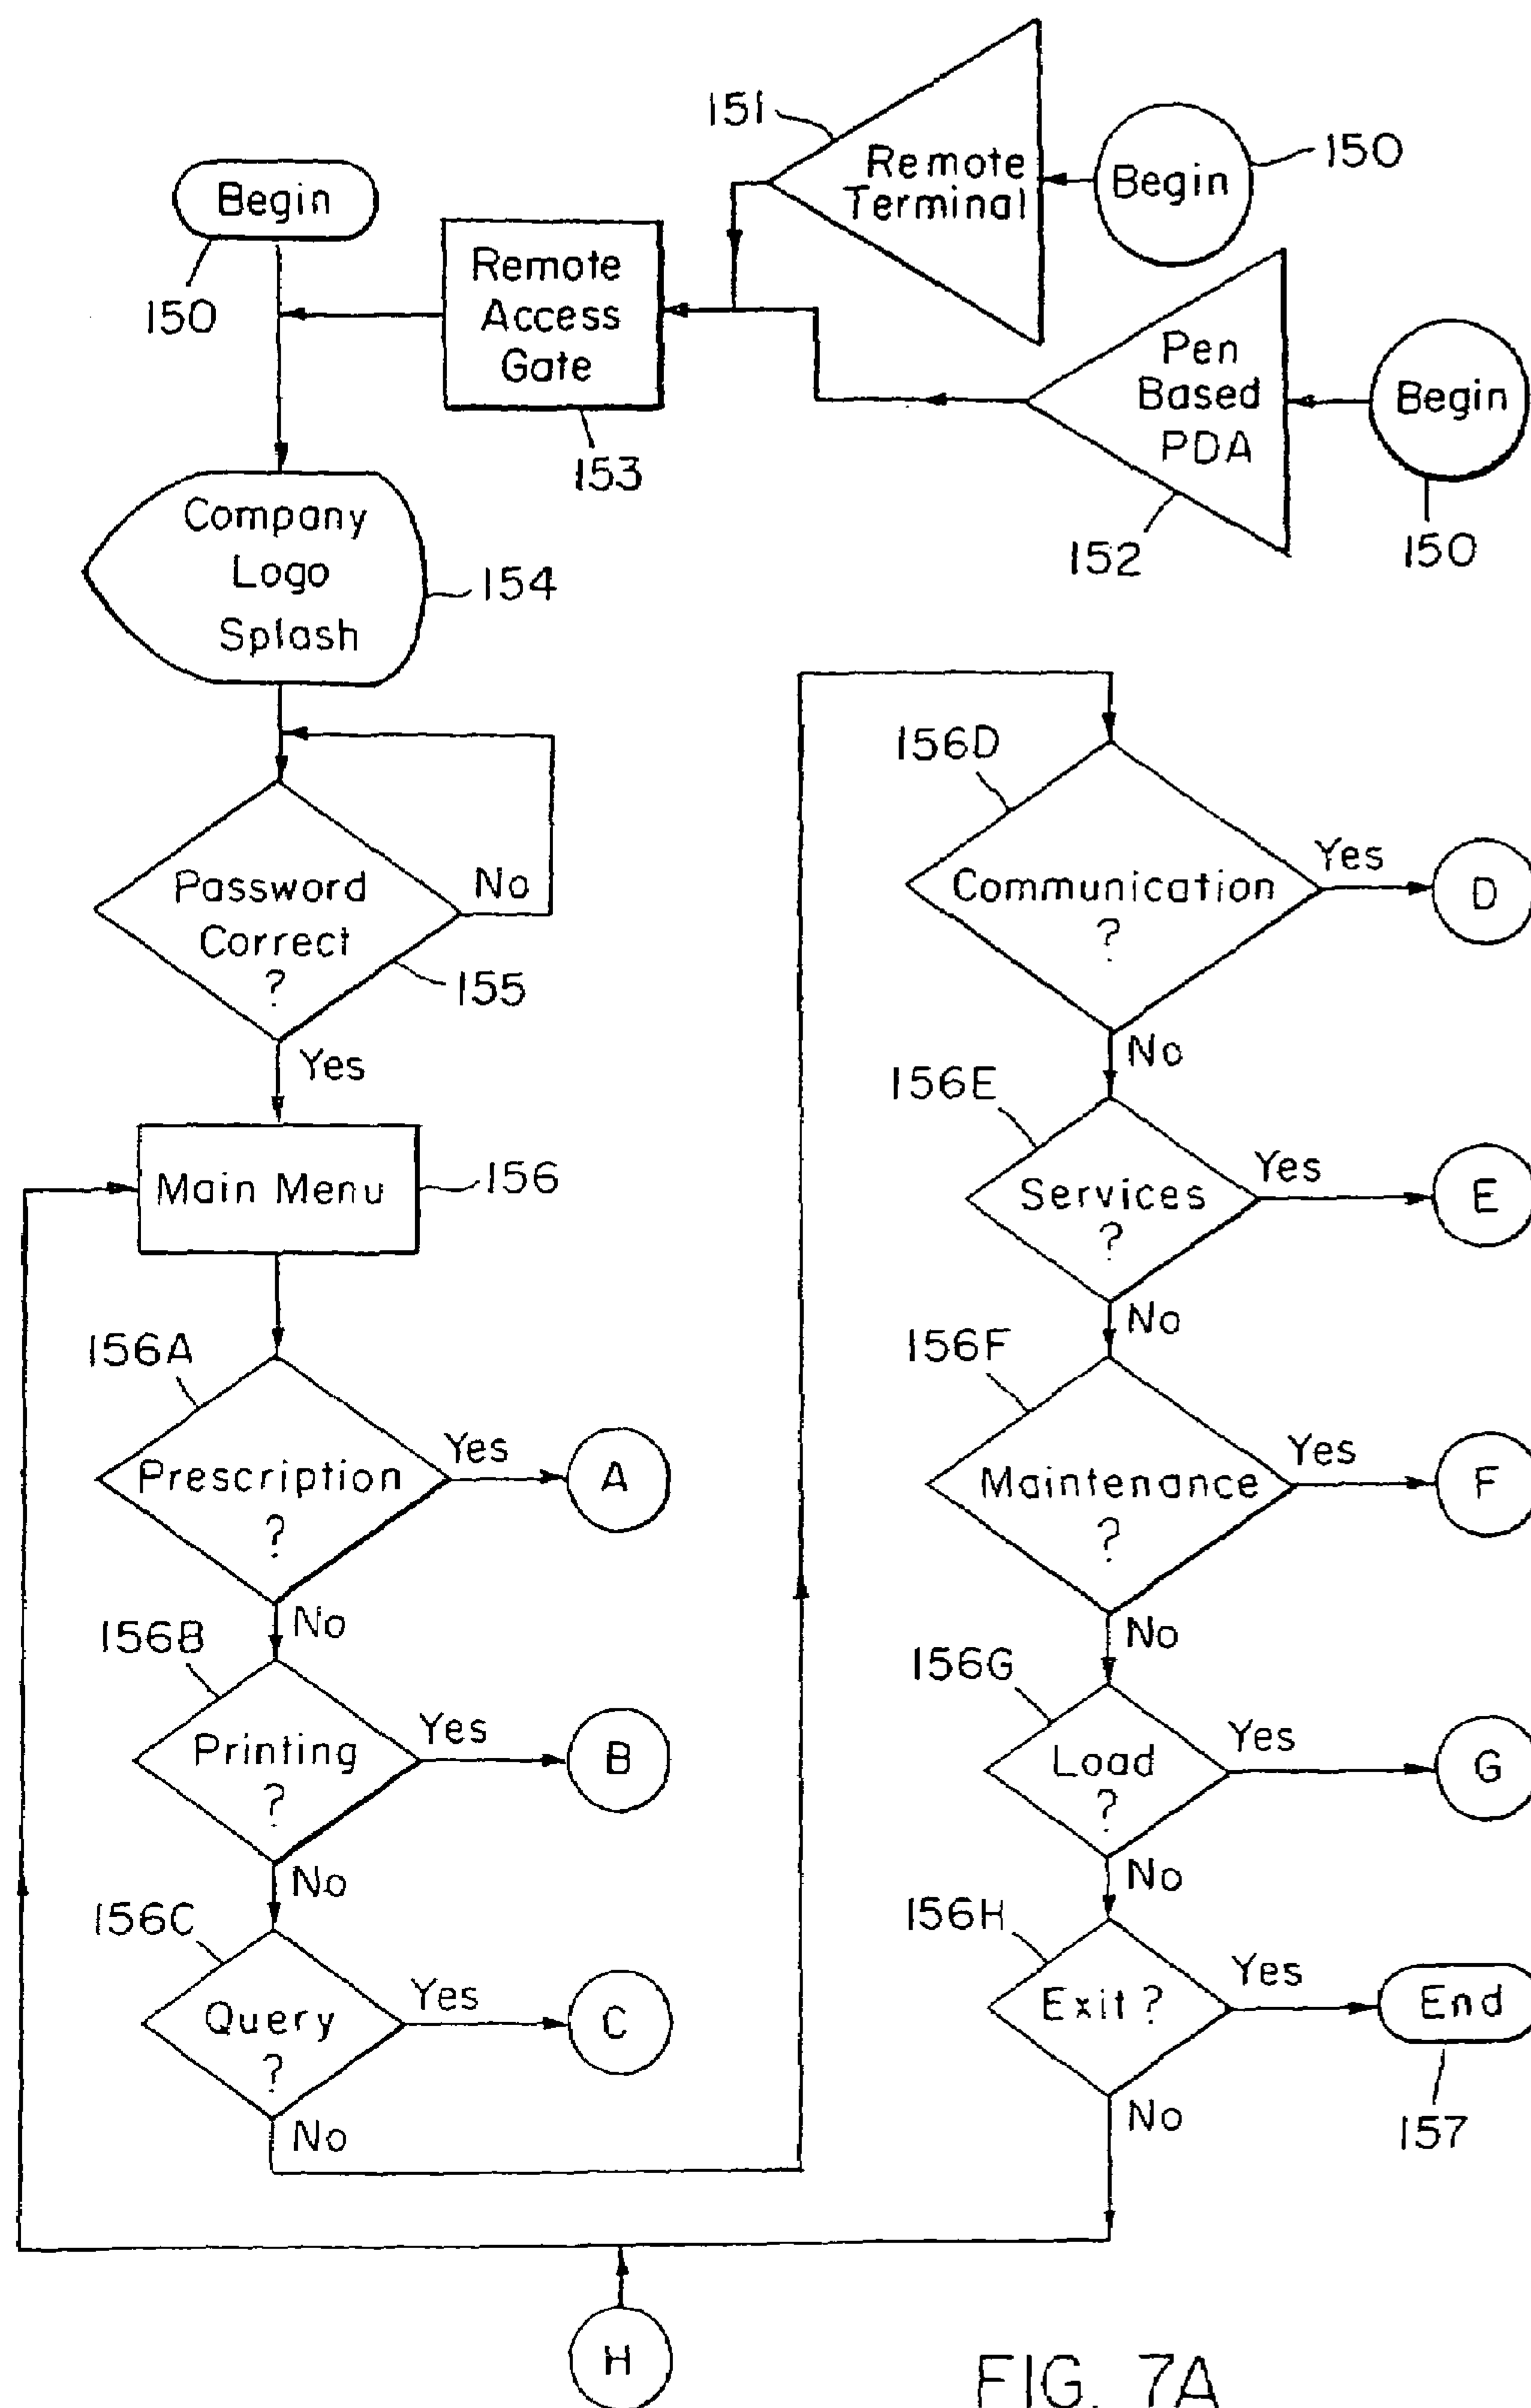 151
Remote
Terminal
Begin
150
Begin
150
Remote
Access
Gate
153
Pen
Based
PDA
152
Begin
150
Company
Logo
Splash
154
Password
Correct
?
155
No
Yes
Main Menu
156
156A
Prescription
?
Yes
A
No
156B
Printing
?
Yes
B
No
156C
Query
?
Yes
C
No
156D
Communication
?
Yes
D
No
156E
Services
?
Yes
E
No
156F
Maintenance
?
Yes
F
No
156G
Load
?
Yes
G
No
156H
Exit?
Yes
End
157
No
H
FIG. 7A